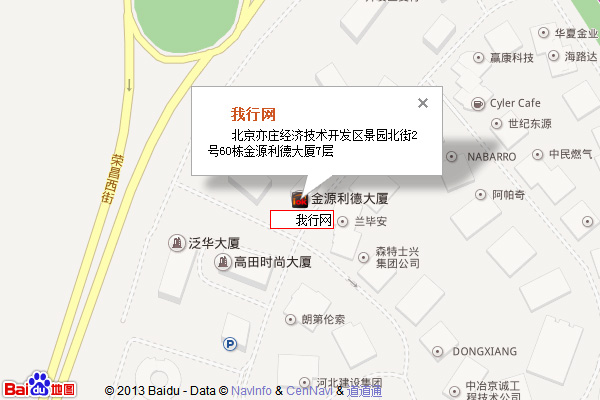 华夏金业
赢康科技
海路达
Cyler Cafe
世纪东源
中民燃气
NABARRO
阿帕奇
我行网
北京亦庄经济技术开发区景园北街2
号60栋金源利德大厦7层
荣昌西街
金源利德大厦
我行网
兰毕安
泛华大厦
高田时尚大厦
森特士兴
集团公司
朗第伦索
P
DONGXIANG
河北建设集团
中冶京诚工
程技术公司
Bai du 地图
© 2013 Baidu - Data © NavInfo & CenNavi & 道道通